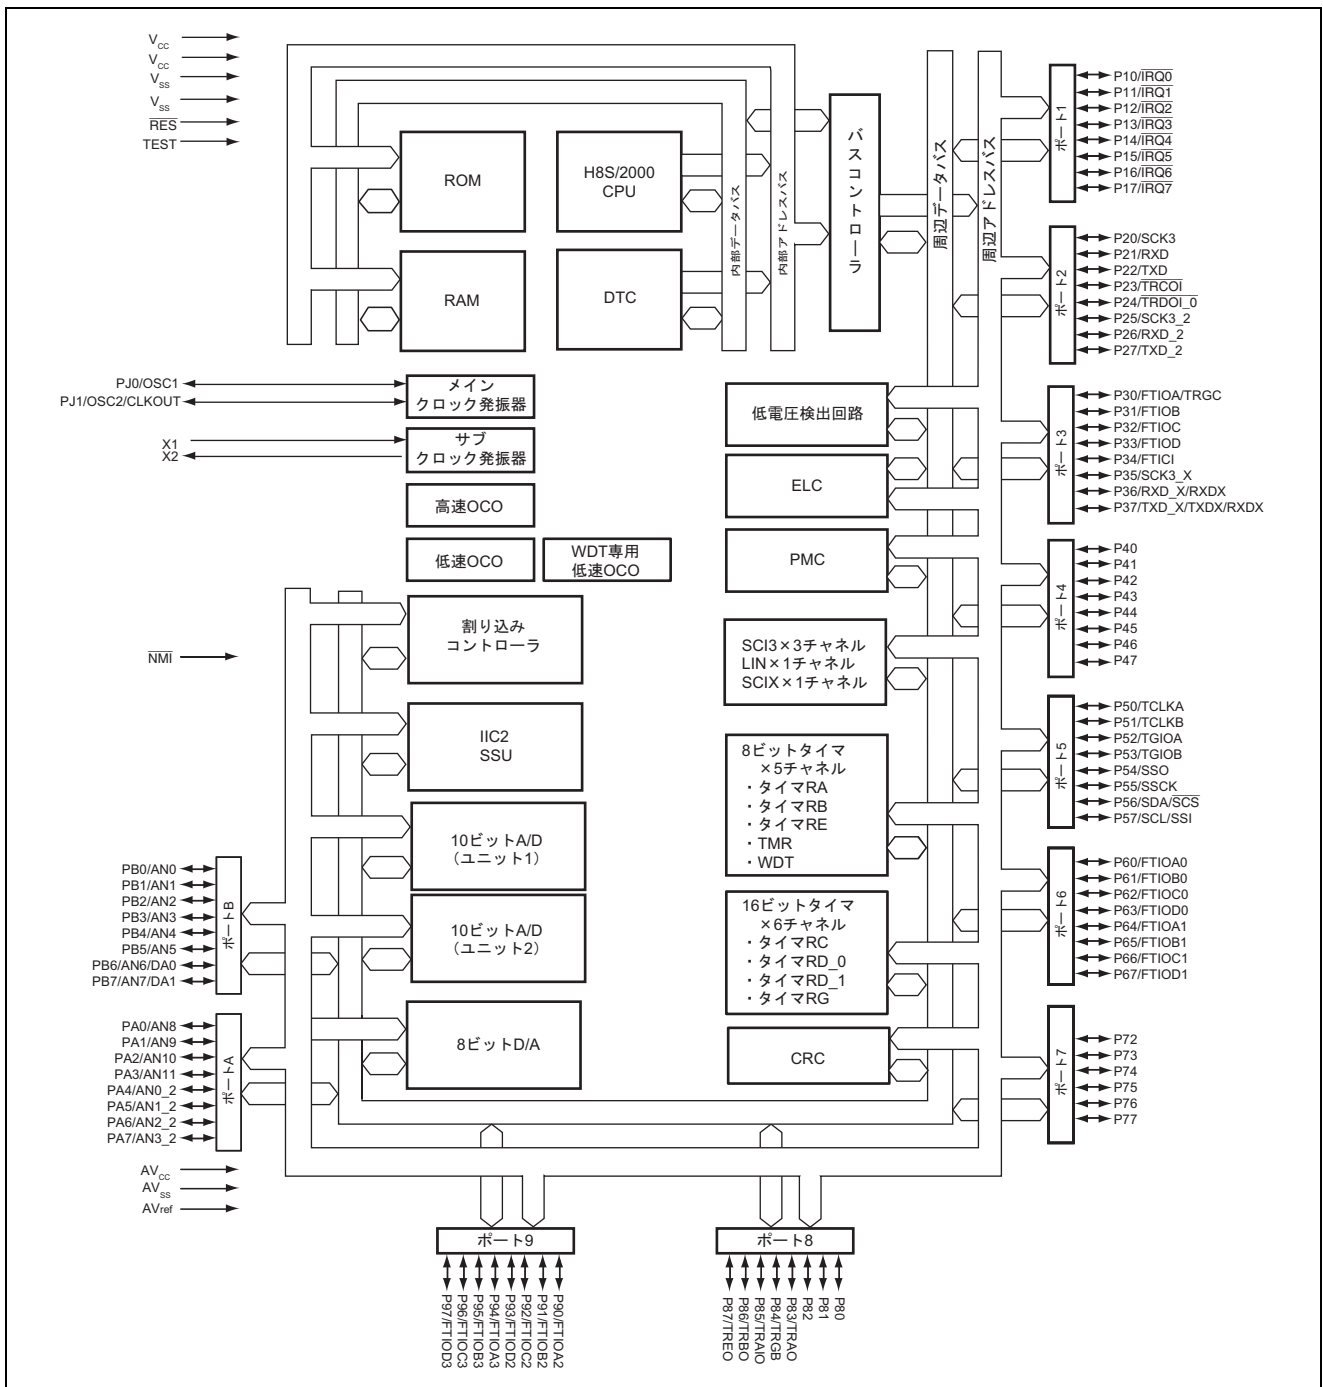 VCC
VCC
VSS
VSS
RES
TEST
ROM
H8S/2000
CPU
RAM
DTC
内部データバス
内部アドレスバス
バスコントローラ
周辺データバス
周辺アドレスバス
ポート1
P10/IRQ0
P11/IRQ1
P12/IRQ2
P13/IRQ3
P14/IRQ4
P15/IRQ5
P16/IRQ6
P17/IRQ7
ポート2
P20/SCK3
P21/RXD
P22/TXD
P23/TRCOI
P24/TRDOI_0
P25/SCK3_2
P26/RXD_2
P27/TXD_2
PJ0/OSC1
PJ1/OSC2/CLKOUT
メイン
クロック発振器
X1
X2
サブ
クロック発振器
高速OCO
低速OCO
WDT専用
低速OCO
低電圧検出回路
ELC
PMC
ポート3
P30/FTIOA/TRGC
P31/FTIOB
P32/FTIOC
P33/FTIOD
P34/FTICI
P35/SCK3_X
P36/RXD_X/RXDX
P37/TXD_X/TXDX/RXDX
ポート4
P40
P41
P42
P43
P44
P45
P46
P47
NMI
割り込み
コントローラ
SCI3×3チャネル
LIN×1チャネル
SCIX×1チャネル
IIC2
SSU
8ビットタイマ
×5チャネル
・タイマRA
・タイマRB
・タイマRE
・TMR
・WDT
ポート5
P50/TCLKA
P51/TCLKB
P52/TGIOA
P53/TGIOB
P54/SSO
P55/SSCK
P56/SDA/SCS
P57/SCL/SSI
10ビットA/D
(ユニット1)
10ビットA/D
(ユニット2)
16ビットタイマ
×6チャネル
・タイマRC
・タイマRD_0
・タイマRD_1
・タイマRG
ポート6
P60/FTIOA0
P61/FTIOB0
P62/FTIOC0
P63/FTIOD0
P64/FTIOA1
P65/FTIOB1
P66/FTIOC1
P67/FTIOD1
PB0/AN0
PB1/AN1
PB2/AN2
PB3/AN3
PB4/AN4
PB5/AN5
PB6/AN6/DA0
PB7/AN7/DA1
ポートB
PA0/AN8
PA1/AN9
PA2/AN10
PA3/AN11
PA4/AN0_2
PA5/AN1_2
PA6/AN2_2
PA7/AN3_2
ポートA
8ビットD/A
CRC
ポート7
P72
P73
P74
P75
P76
P77
AVCC
AVSS
AVref
ポート9
P97/FTIOD3
P96/FTIOC3
P95/FTIOB3
P94/FTIOA3
P93/FTIOD2
P92/FTIOC2
P91/FTIOB2
P90/FTIOA2
ポート8
P87/TREO
P86/TRBO
P85/TRAIO
P84/TRGB
P83/TRAO
P82
P81
P80